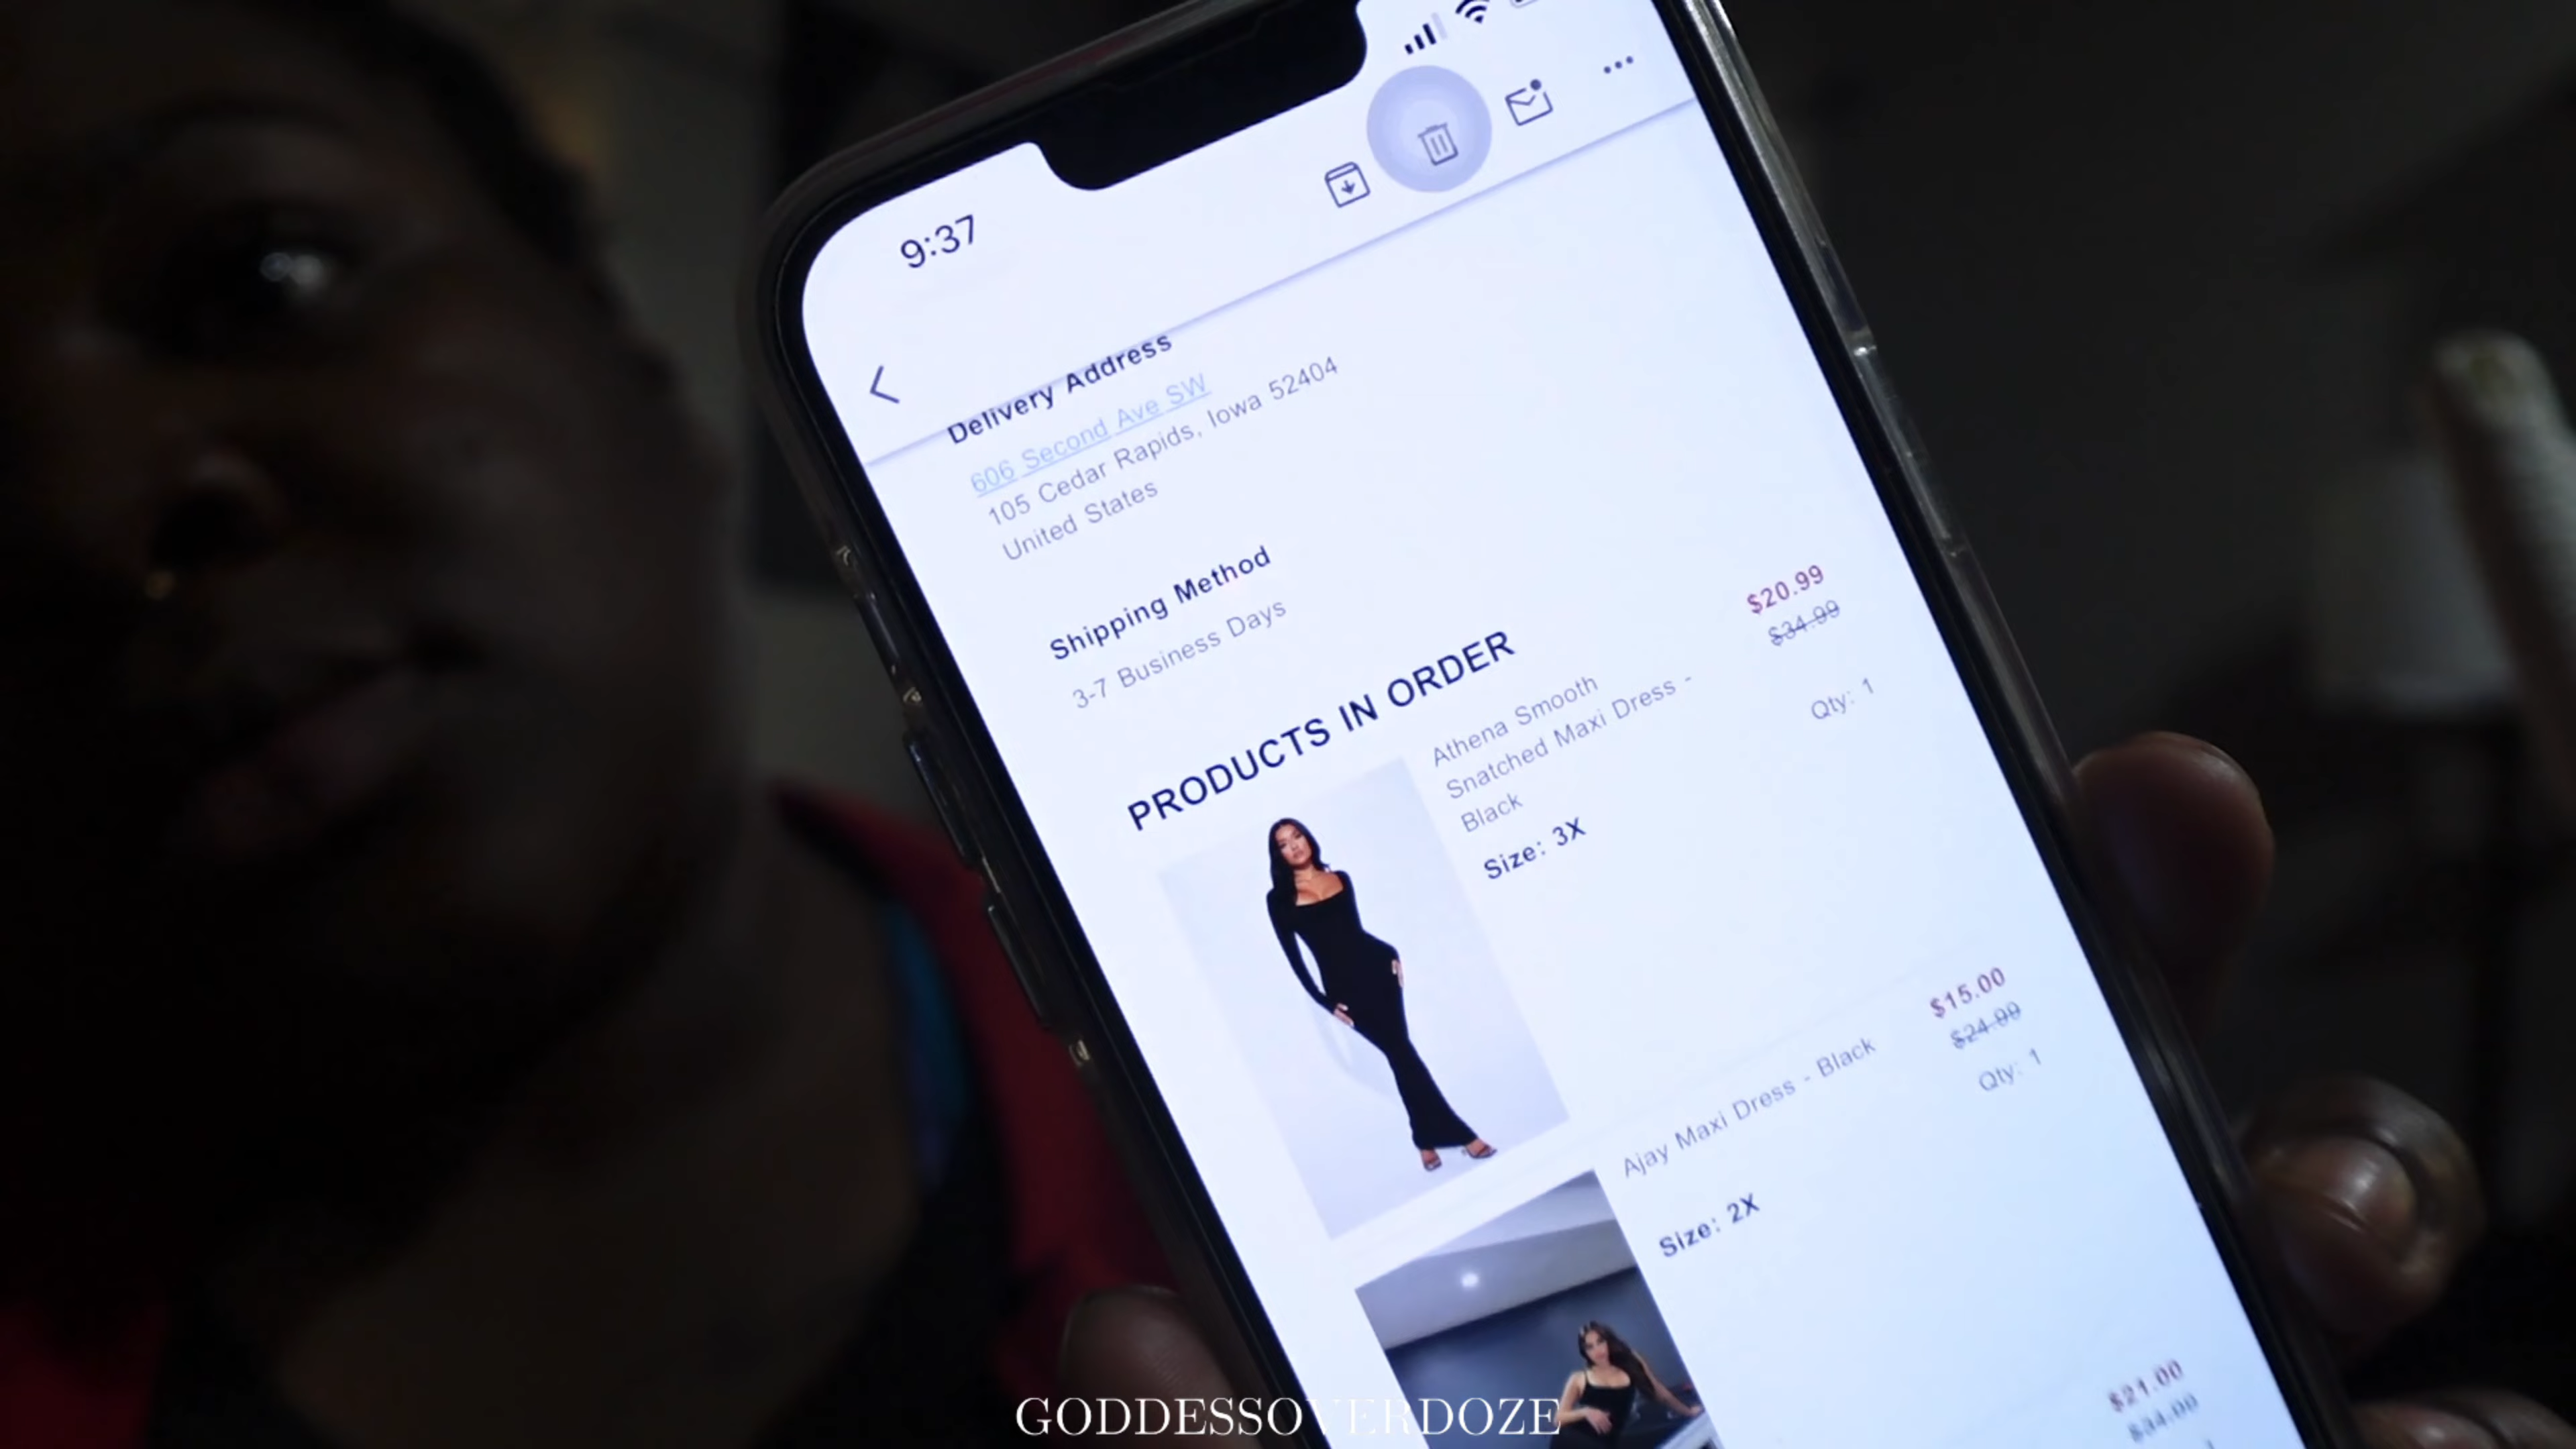 9:37
Delivery Address
606 Second Ave SW
105 Cedar Rapids, Iowa 52404
United States
Shipping Method
3-7 Business Days
PRODUCTS IN ORDER
Athena Smooth
Snatched Maxi Dress -
Black
Size: 3X
$20.99
$34.99
Qty: 1
Ajay Maxi Dress - Black
Size: 2X
$15.00
$24.99
Qty: 1
$21.00
$34.00
GODDESSOVERDOZE